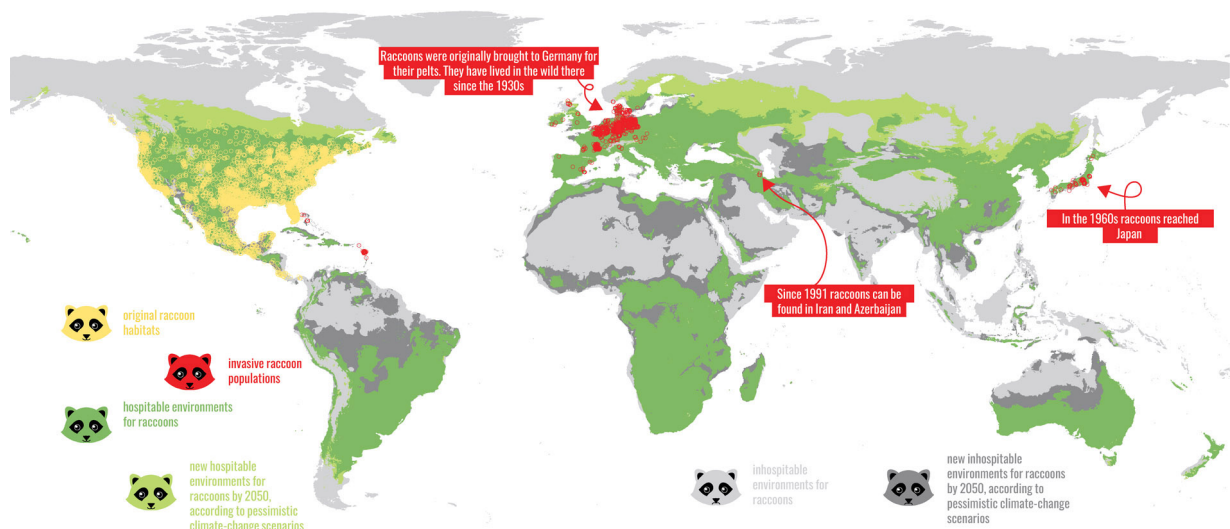 Raccoons were originally brought to Germany for
their pelts. They have lived in the wild there
since the 1930s
In the 1960s raccoons reached
Japan
Since 1991 raccoons can be
found in Iran and Azerbaijan
original raccoon
habitats
invasive raccoon
populations
hospitable environments
for raccoons
new hospitable
environments for
raccoons by 2050,
according to pessimistic
climate-change scenarios
inhospitable
environments for
raccoons
new inhospitable
environments for raccoons
by 2050, according to
pessimistic climate-change
scenarios